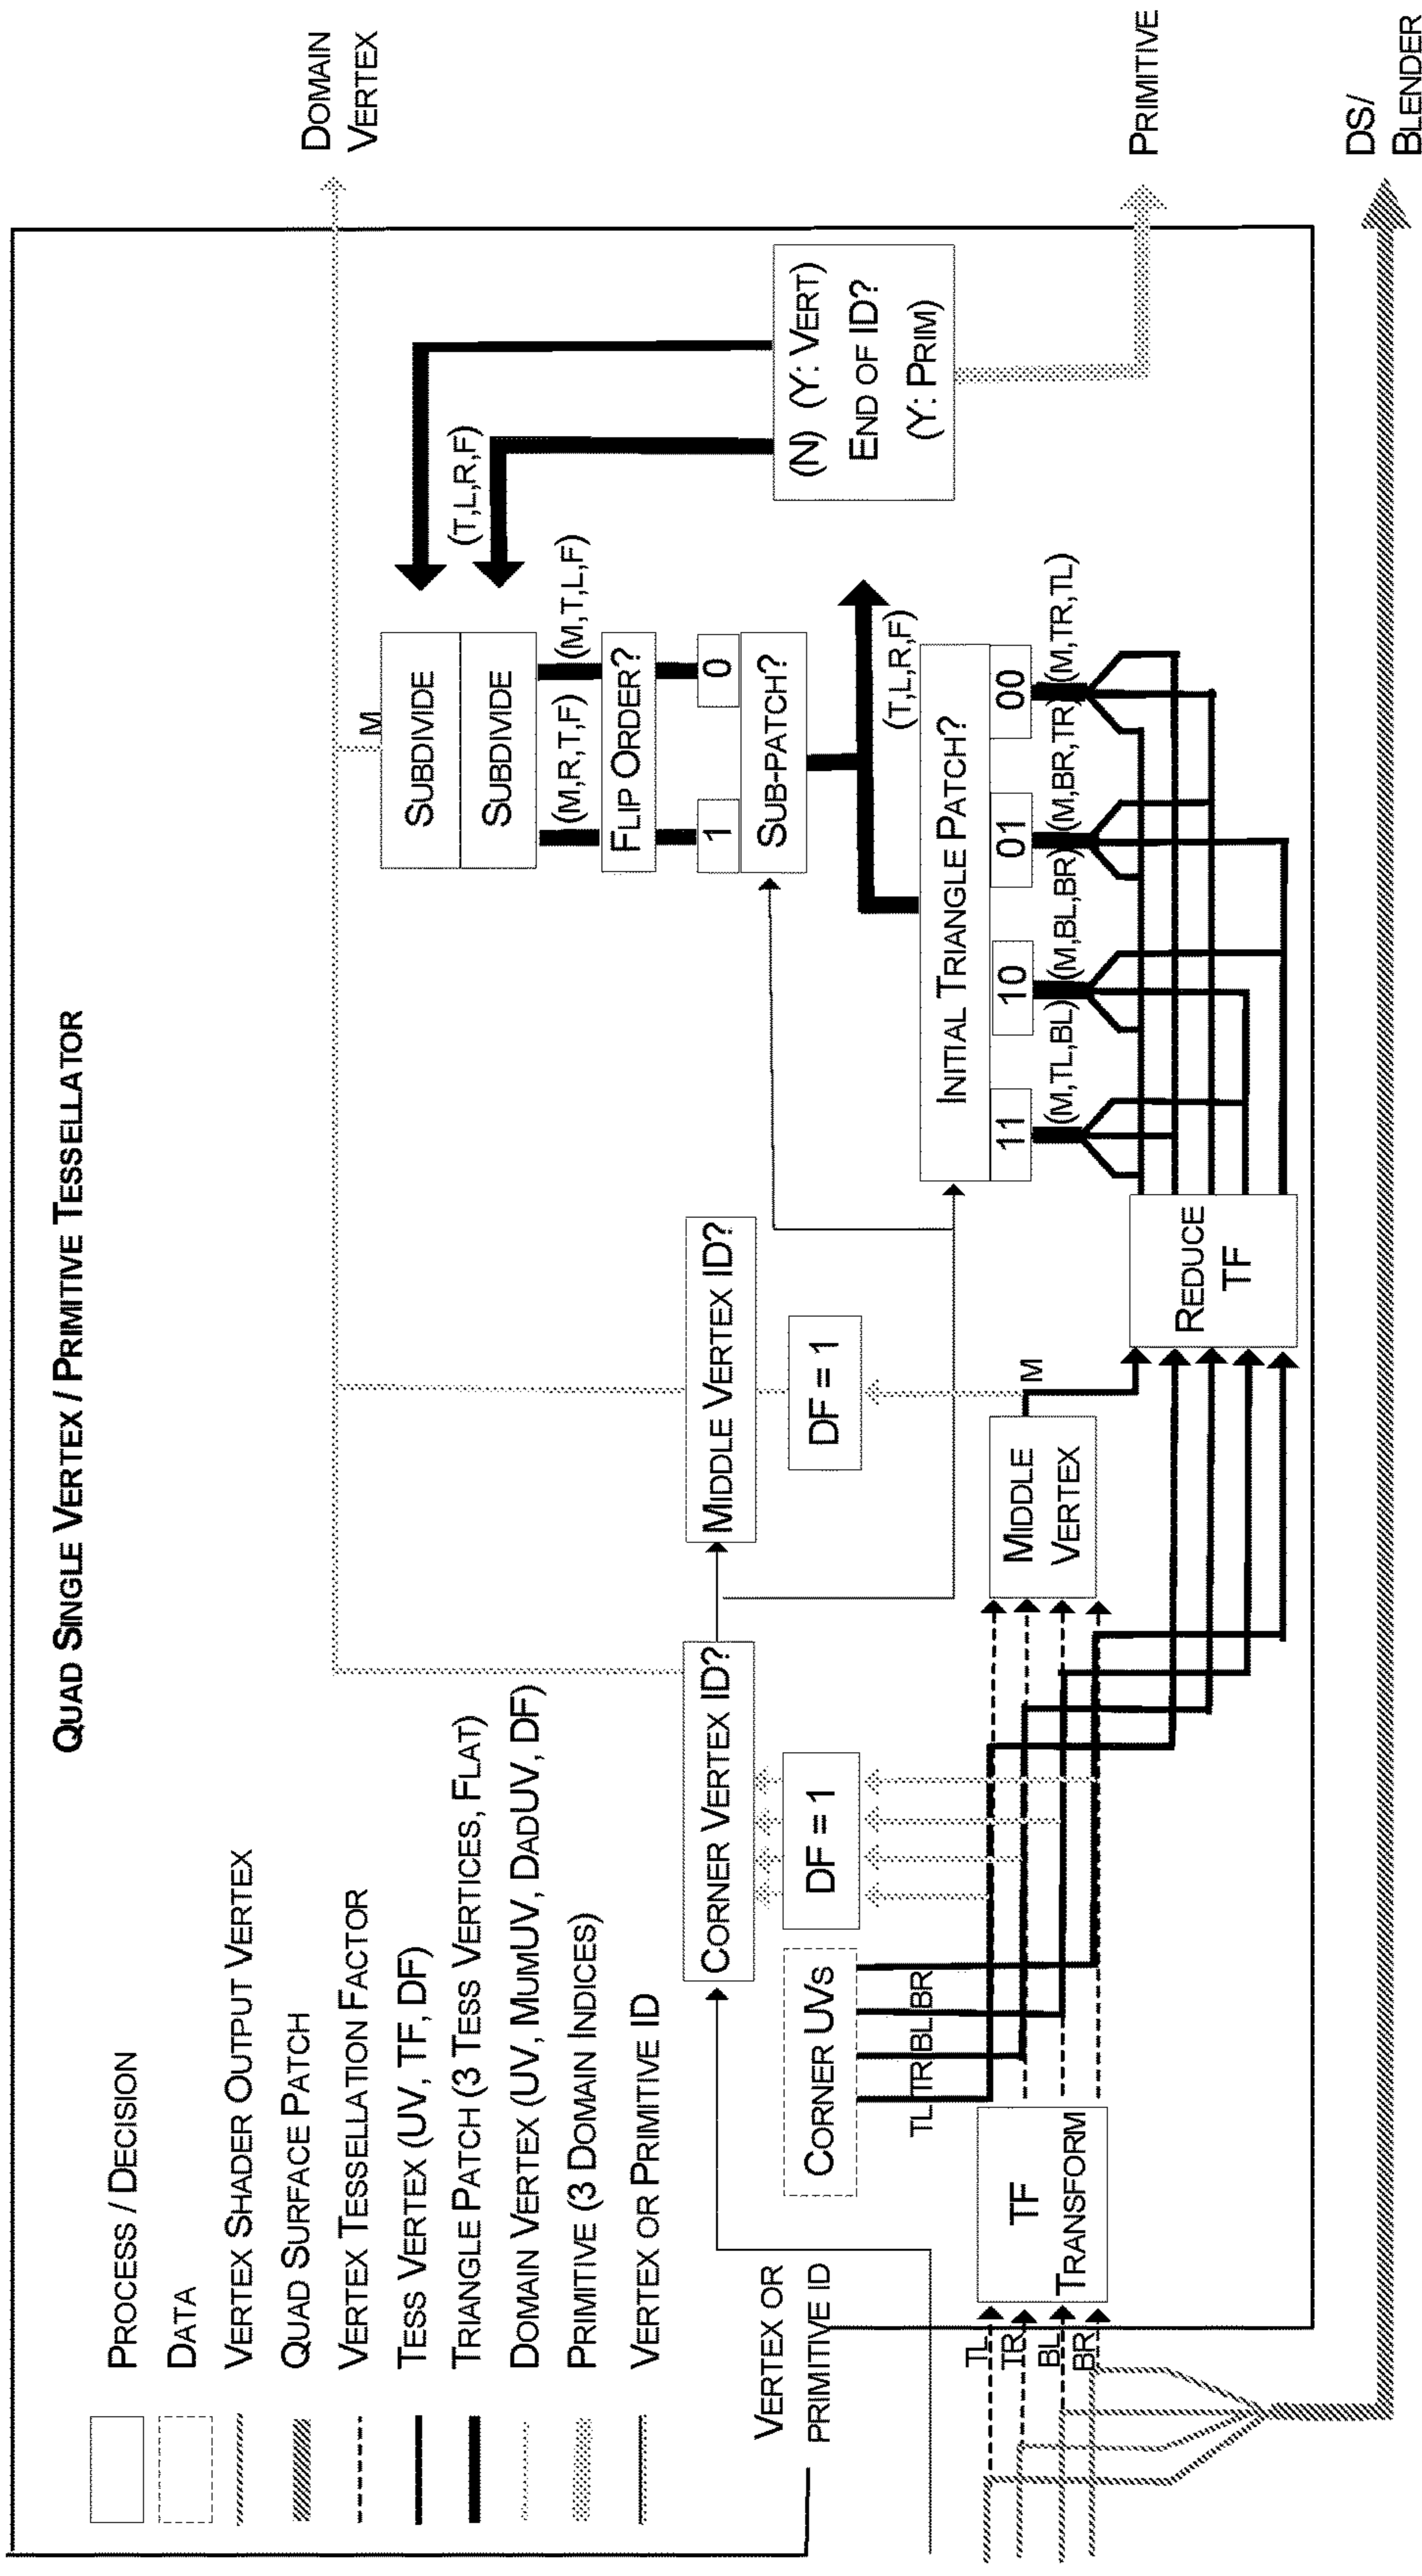 QUAD SINGLE VERTEX / PRIMITIVE TESSELLATOR
PROCESS / DECISION
DATA
VERTEX SHADER OUTPUT VERTEX
QUAD SURFACE PATCH
VERTEX TESSELLATION FACTOR
TESS VERTEX (UV, TF, DF)
TRIANGLE PATCH (3 TESS VERTICES, FLAT)
DOMAIN VERTEX (UV, MUMUV, DADUV, DF)
PRIMITIVE (3 DOMAIN INDICES)
VERTEX OR PRIMITIVE ID
VERTEX OR
PRIMITIVE ID
TL
TR
BL
BR
TF
TRANSFORM
CORNER UVS
TL
TR
BL
BR
DF = 1
CORNER VERTEX ID?
MIDDLE
VERTEX
M
DF = 1
MIDDLE VERTEX ID?
REDUCE
TF
(M,TL,BL)
(M,BL,BR)
(M,BR,TR)
(M,TR,TL)
11
10
01
00
INITIAL TRIANGLE PATCH?
(T,L,R,F)
SUB-PATCH?
1
0
FLIP ORDER?
(M,R,T,F)
(M,T,L,F)
SUBDIVIDE
SUBDIVIDE
M
(T,L,R,F)
(N) (Y: VERT)
END OF ID?
(Y: PRIM)
DOMAIN
VERTEX
PRIMITIVE
DS/
BLENDER